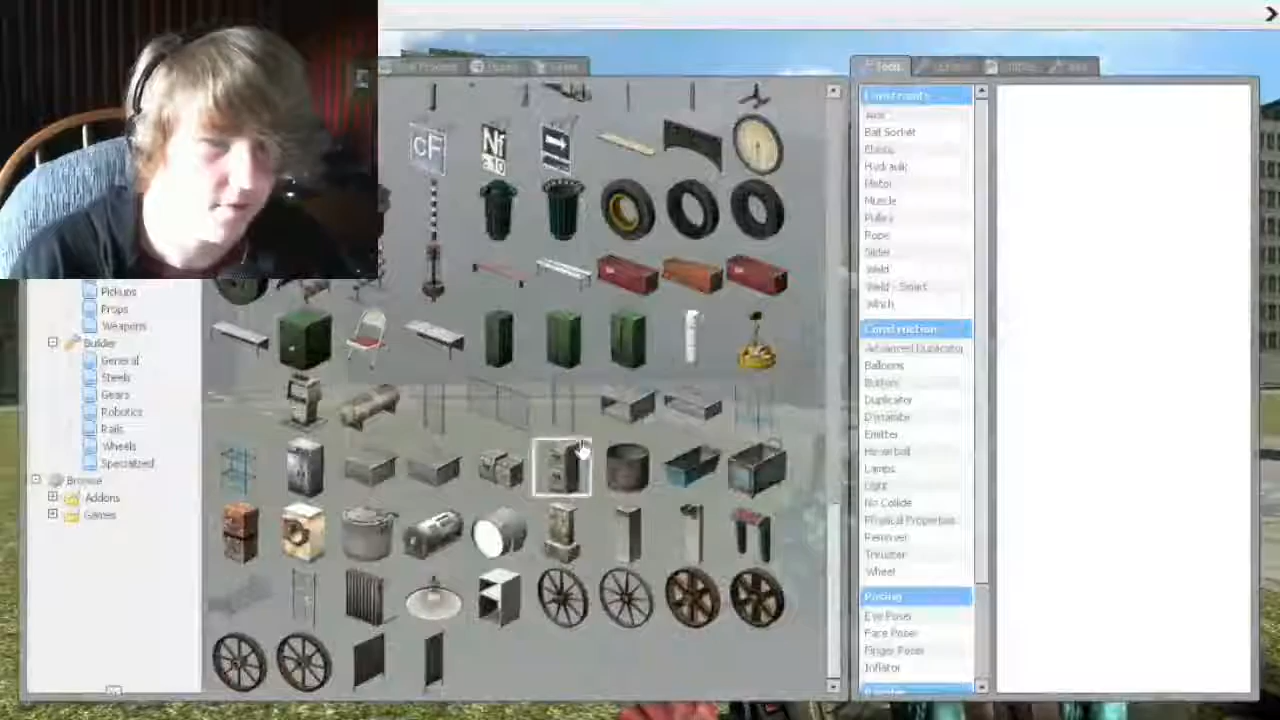 Tools
Constraints
Axis
Ball Socket
Elastic
Hydraulic
Motor
Muscle
Pulley
Rope
Slider
Weld
Weld - Smart
Winch
Construction
Advanced Duplicator
Balloons
Button
Duplicator
Dynamite
Emitter
Hoverball
Lamps
Light
No Collide
Physical Properties
Remover
Thruster
Wheel
Posing
Eye Poser
Face Poser
Finger Poser
Inflator
cF
Nf
Pickups
Props
Weapons
Builder
General
Steels
Gears
Robotics
Rails
Wheels
Specialized
Browse
Addons
Games